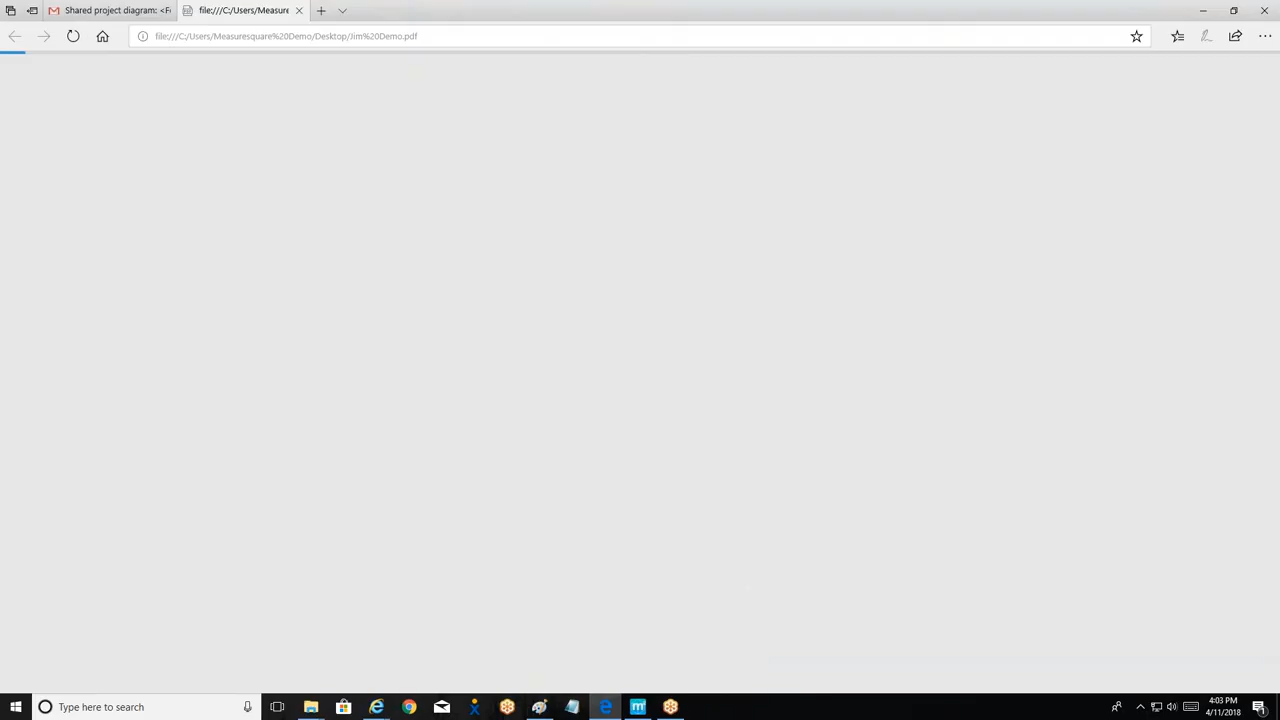 Shared project diagram: <F
file:///C:/Users/Measure
file:///C:/Users/Measuresquare%20Demo/Desktop/Jim%20Demo.pdf
Type here to search
4:03 PM
4/11/2018